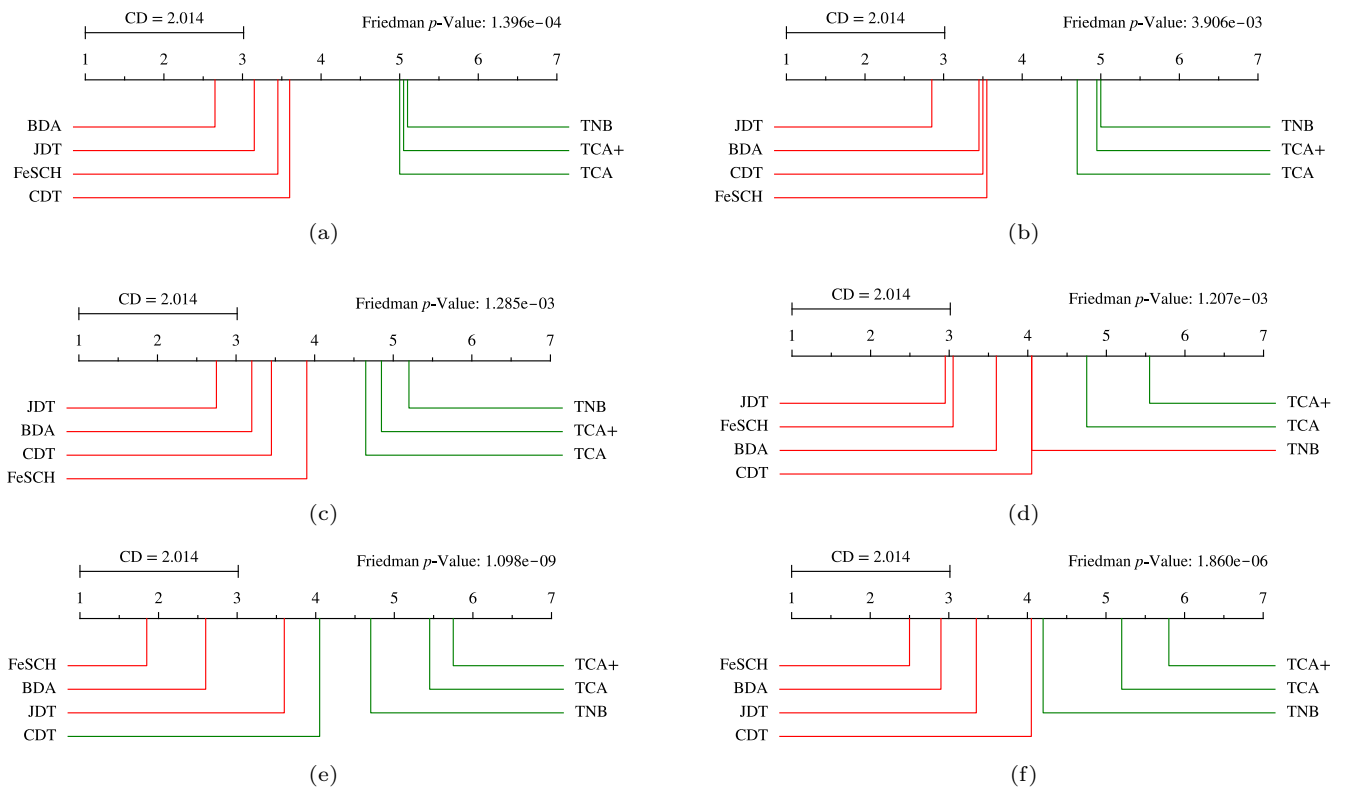 CD = 2.014 Friedman p-Value: 1.396e−04
1 2 3 4 5 6 7
BDA TNB
JDT TCA+
FeSCH TCA
CDT
(a)
CD = 2.014 Friedman p-Value: 3.906e−03
1 2 3 4 5 6 7
JDT TNB
BDA TCA+
CDT TCA
FeSCH
(b)
CD = 2.014 Friedman p-Value: 1.285e−03
1 2 3 4 5 6 7
JDT TNB
BDA TCA+
CDT TCA
FeSCH
(c)
CD = 2.014 Friedman p-Value: 1.207e−03
1 2 3 4 5 6 7
JDT TCA+
FeSCH TCA
BDA TNB
CDT
(d)
CD = 2.014 Friedman p-Value: 1.098e−09
1 2 3 4 5 6 7
FeSCH TCA+
BDA TCA
JDT TNB
CDT
(e)
CD = 2.014 Friedman p-Value: 1.860e−06
1 2 3 4 5 6 7
FeSCH TCA+
BDA TCA
JDT TNB
CDT
(f)